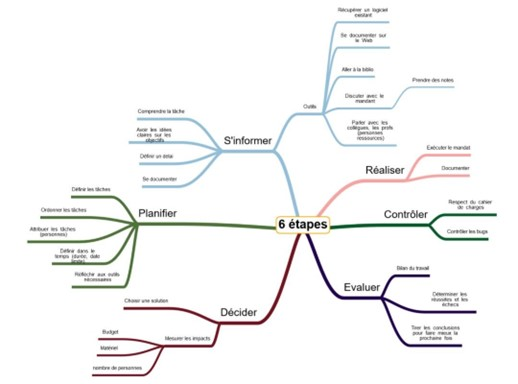 6 étapes
S'informer
Comprendre la tâche
Avoir les idées
claires sur les
objectifs
Définir un délai
Se documenter
Outils
Récupérer un logiciel
existant
Se documenter sur
le Web
Aller à la biblio
Discuter avec le
mandant
Prendre des notes
Parler avec les
collègues, les profs
(personnes
ressources)
Planifier
Définir les tâches
Ordonner les tâches
Attribuer les tâches
(personnes)
Définir dans le
temps (durée, date
limite)
Réfléchir aux outils
nécessaires
Décider
Choisir une solution
Mesurer les impacts
Budget
Matériel
nombre de personnes
Réaliser
Exécuter le mandat
Documenter
Contrôler
Respect du cahier
de charges
Contrôler les bugs
Evaluer
Bilan du travail
Déterminer les
réussites et les
échecs
Tirer les conclusions
pour faire mieux la
prochaine fois